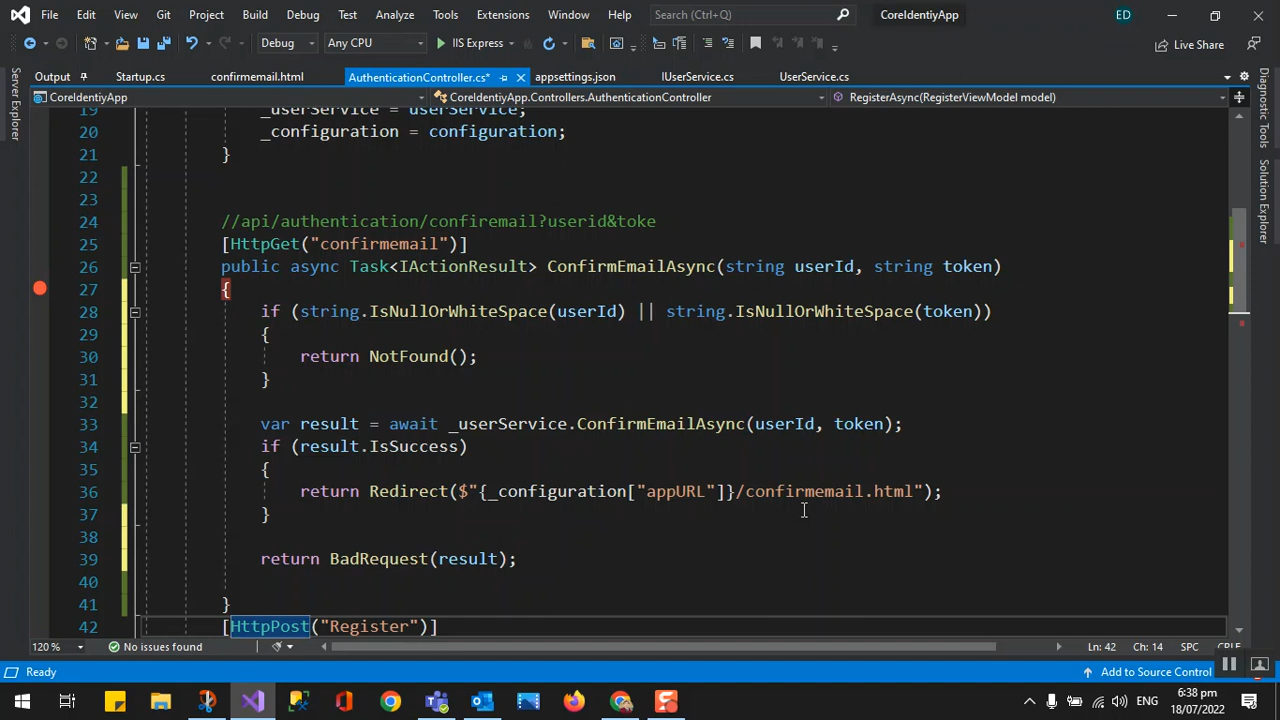 File Edit View Git Project Build Debug Test Analyze Tools Extensions Window Help Search (Ctrl+Q) CoreIdentiyApp ED
Debug Any CPU IIS Express Live Share
Output Startup.cs confirmemail.html AuthenticationController.cs* appsettings.json IUserService.cs UserService.cs
CoreIdentiyApp CoreIdentiyApp.Controllers.AuthenticationController RegisterAsync(RegisterViewModel model)
Server Explorer
Diagnostic Tools
Solution Explorer
19 _userService = userService;
20 _configuration = configuration;
21 }
22
23
24 //api/authentication/confiremail?userid&toke
25 [HttpGet("confirmemail")]
26 public async Task<IActionResult> ConfirmEmailAsync(string userId, string token)
27 {
28 if (string.IsNullOrWhiteSpace(userId) || string.IsNullOrWhiteSpace(token))
29 {
30 return NotFound();
31 }
32
33 var result = await _userService.ConfirmEmailAsync(userId, token);
34 if (result.IsSuccess)
35 {
36 return Redirect($"{_configuration["appURL"]}/confirmemail.html");
37 }
38
39 return BadRequest(result);
40
41 }
42 [HttpPost("Register")]
120 % No issues found Ln: 42 Ch: 14 SPC CRLF
Ready Add to Source Control
ENG 6:38 pm
18/07/2022